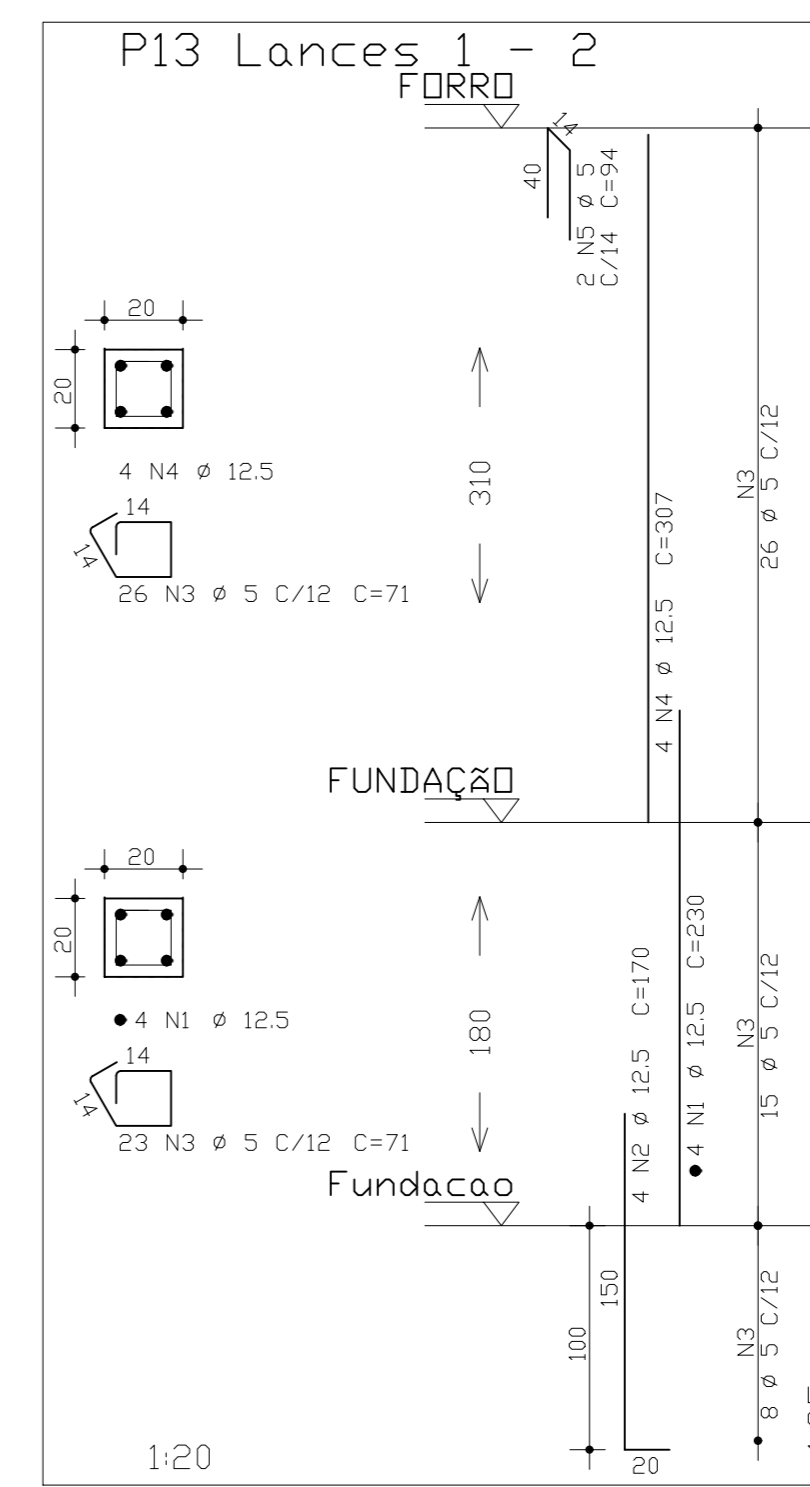 P13 Lances 1 - 2
FORRO
14
40
2 N5 ø 5
C/14 C=94
20
20
4 N4 ø 12.5
14
14
26 N3 ø 5 C/12 C=71
310
4 N4 ø 12.5 C=307
N3
26 ø 5 C/12
FUNDAÇÃO
20
20
4 N1 ø 12.5
14
14
23 N3 ø 5 C/12 C=71
180
4 N2 ø 12.5 C=170
4 N1 ø 12.5 C=230
N3
15 ø 5 C/12
Fundacao
100
150
20
N3
8 ø 5 C/12
1:20